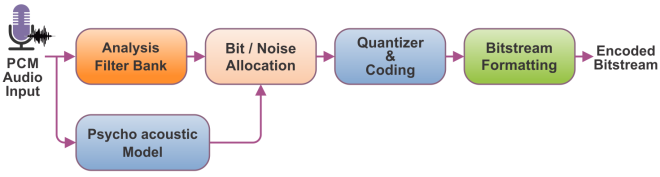 PCM
Audio
Input
Analysis
Filter Bank
Bit / Noise
Allocation
Quantizer
&
Coding
Bitstream
Formatting
Encoded
Bitstream
Psycho acoustic
Model